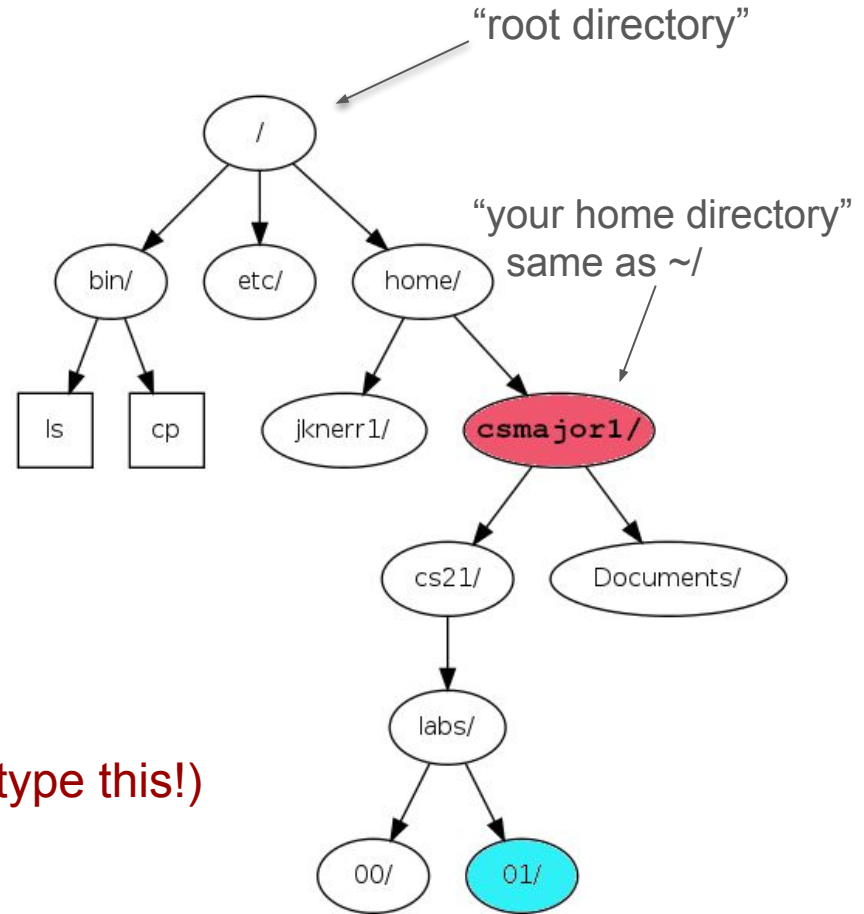 “root directory”
/
“your home directory”
same as ~/
bin/
etc/
home/
ls
cp
jknerr1/
csmajor1/
cs21/
Documents/
labs/
type this!)
00/
01/